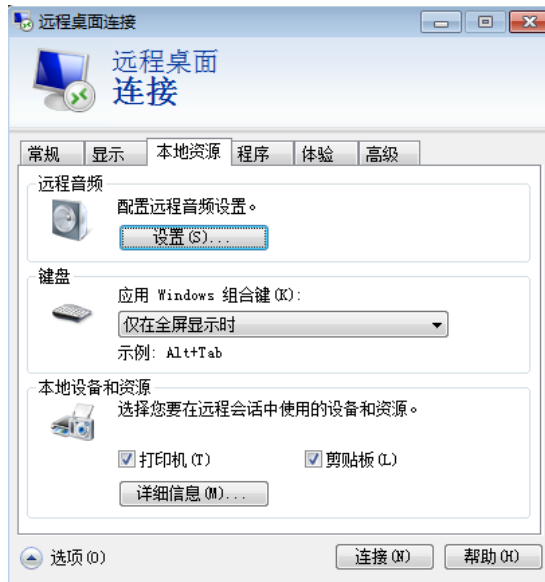 远程桌面连接
远程桌面
连接
常规 显示 本地资源 程序 体验 高级
远程音频
配置远程音频设置。
设置(S)...
键盘
应用 Windows 组合键(K):
仅在全屏显示时
示例: Alt+Tab
本地设备和资源
选择您要在远程会话中使用的设备和资源。
打印机(T) 剪贴板(L)
详细信息(M)...
选项(O) 连接(N) 帮助(H)